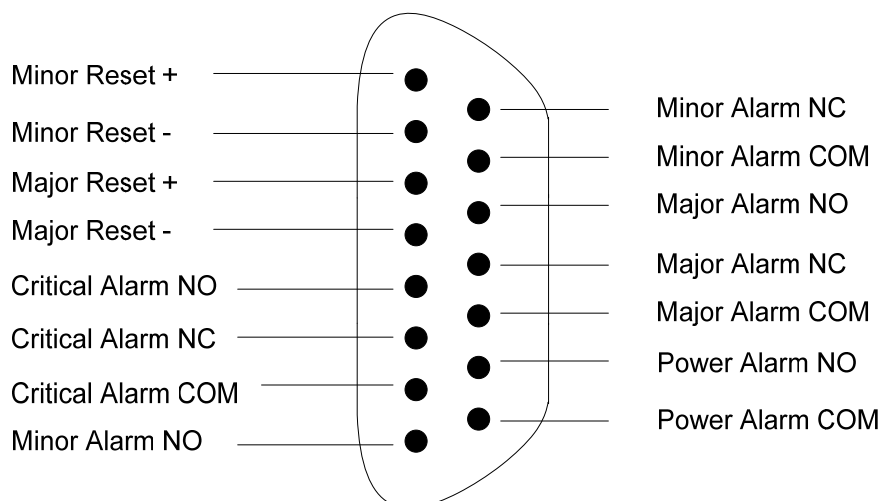 Minor Reset +
Minor Reset -
Major Reset +
Major Reset -
Critical Alarm NO
Critical Alarm NC
Critical Alarm COM
Minor Alarm NO
Minor Alarm NC
Minor Alarm COM
Major Alarm NO
Major Alarm NC
Major Alarm COM
Power Alarm NO
Power Alarm COM